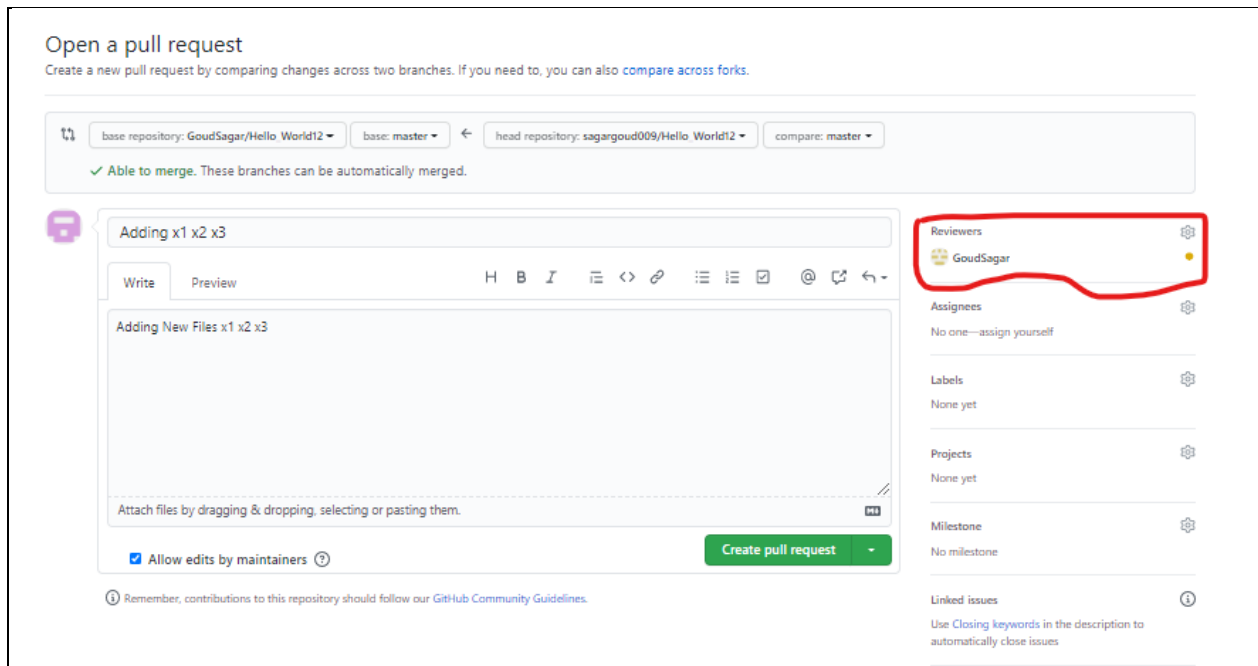 Open a pull request
Create a new pull request by comparing changes across two branches. If you need to, you can also compare across forks.
base repository: GoudSagar/Hello_World12 base: master head repository: sagargoud009/Hello_World12 compare: master
Able to merge. These branches can be automatically merged.
Adding x1 x2 x3
Write Preview
H B I
Adding New Files x1 x2 x3
Attach files by dragging & dropping, selecting or pasting them.
Allow edits by maintainers
Create pull request
Remember, contributions to this repository should follow our GitHub Community Guidelines.
Reviewers
GoudSagar
Assignees
No one—assign yourself
Labels
None yet
Projects
None yet
Milestone
No milestone
Linked issues
Use Closing keywords in the description to
automatically close issues